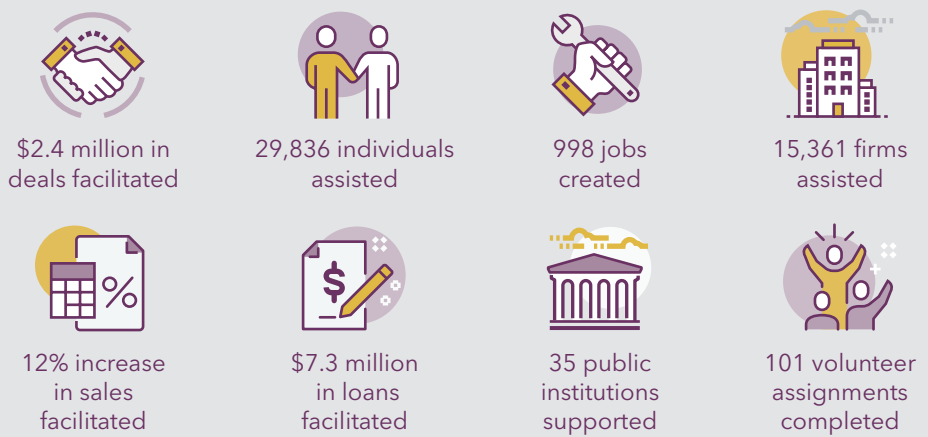 $2.4 million in
deals facilitated
29,836 individuals
assisted
998 jobs
created
15,361 firms
assisted
%
12% increase
in sales
facilitated
$
$7.3 million
in loans
facilitated
35 public
institutions
supported
101 volunteer
assignments
completed